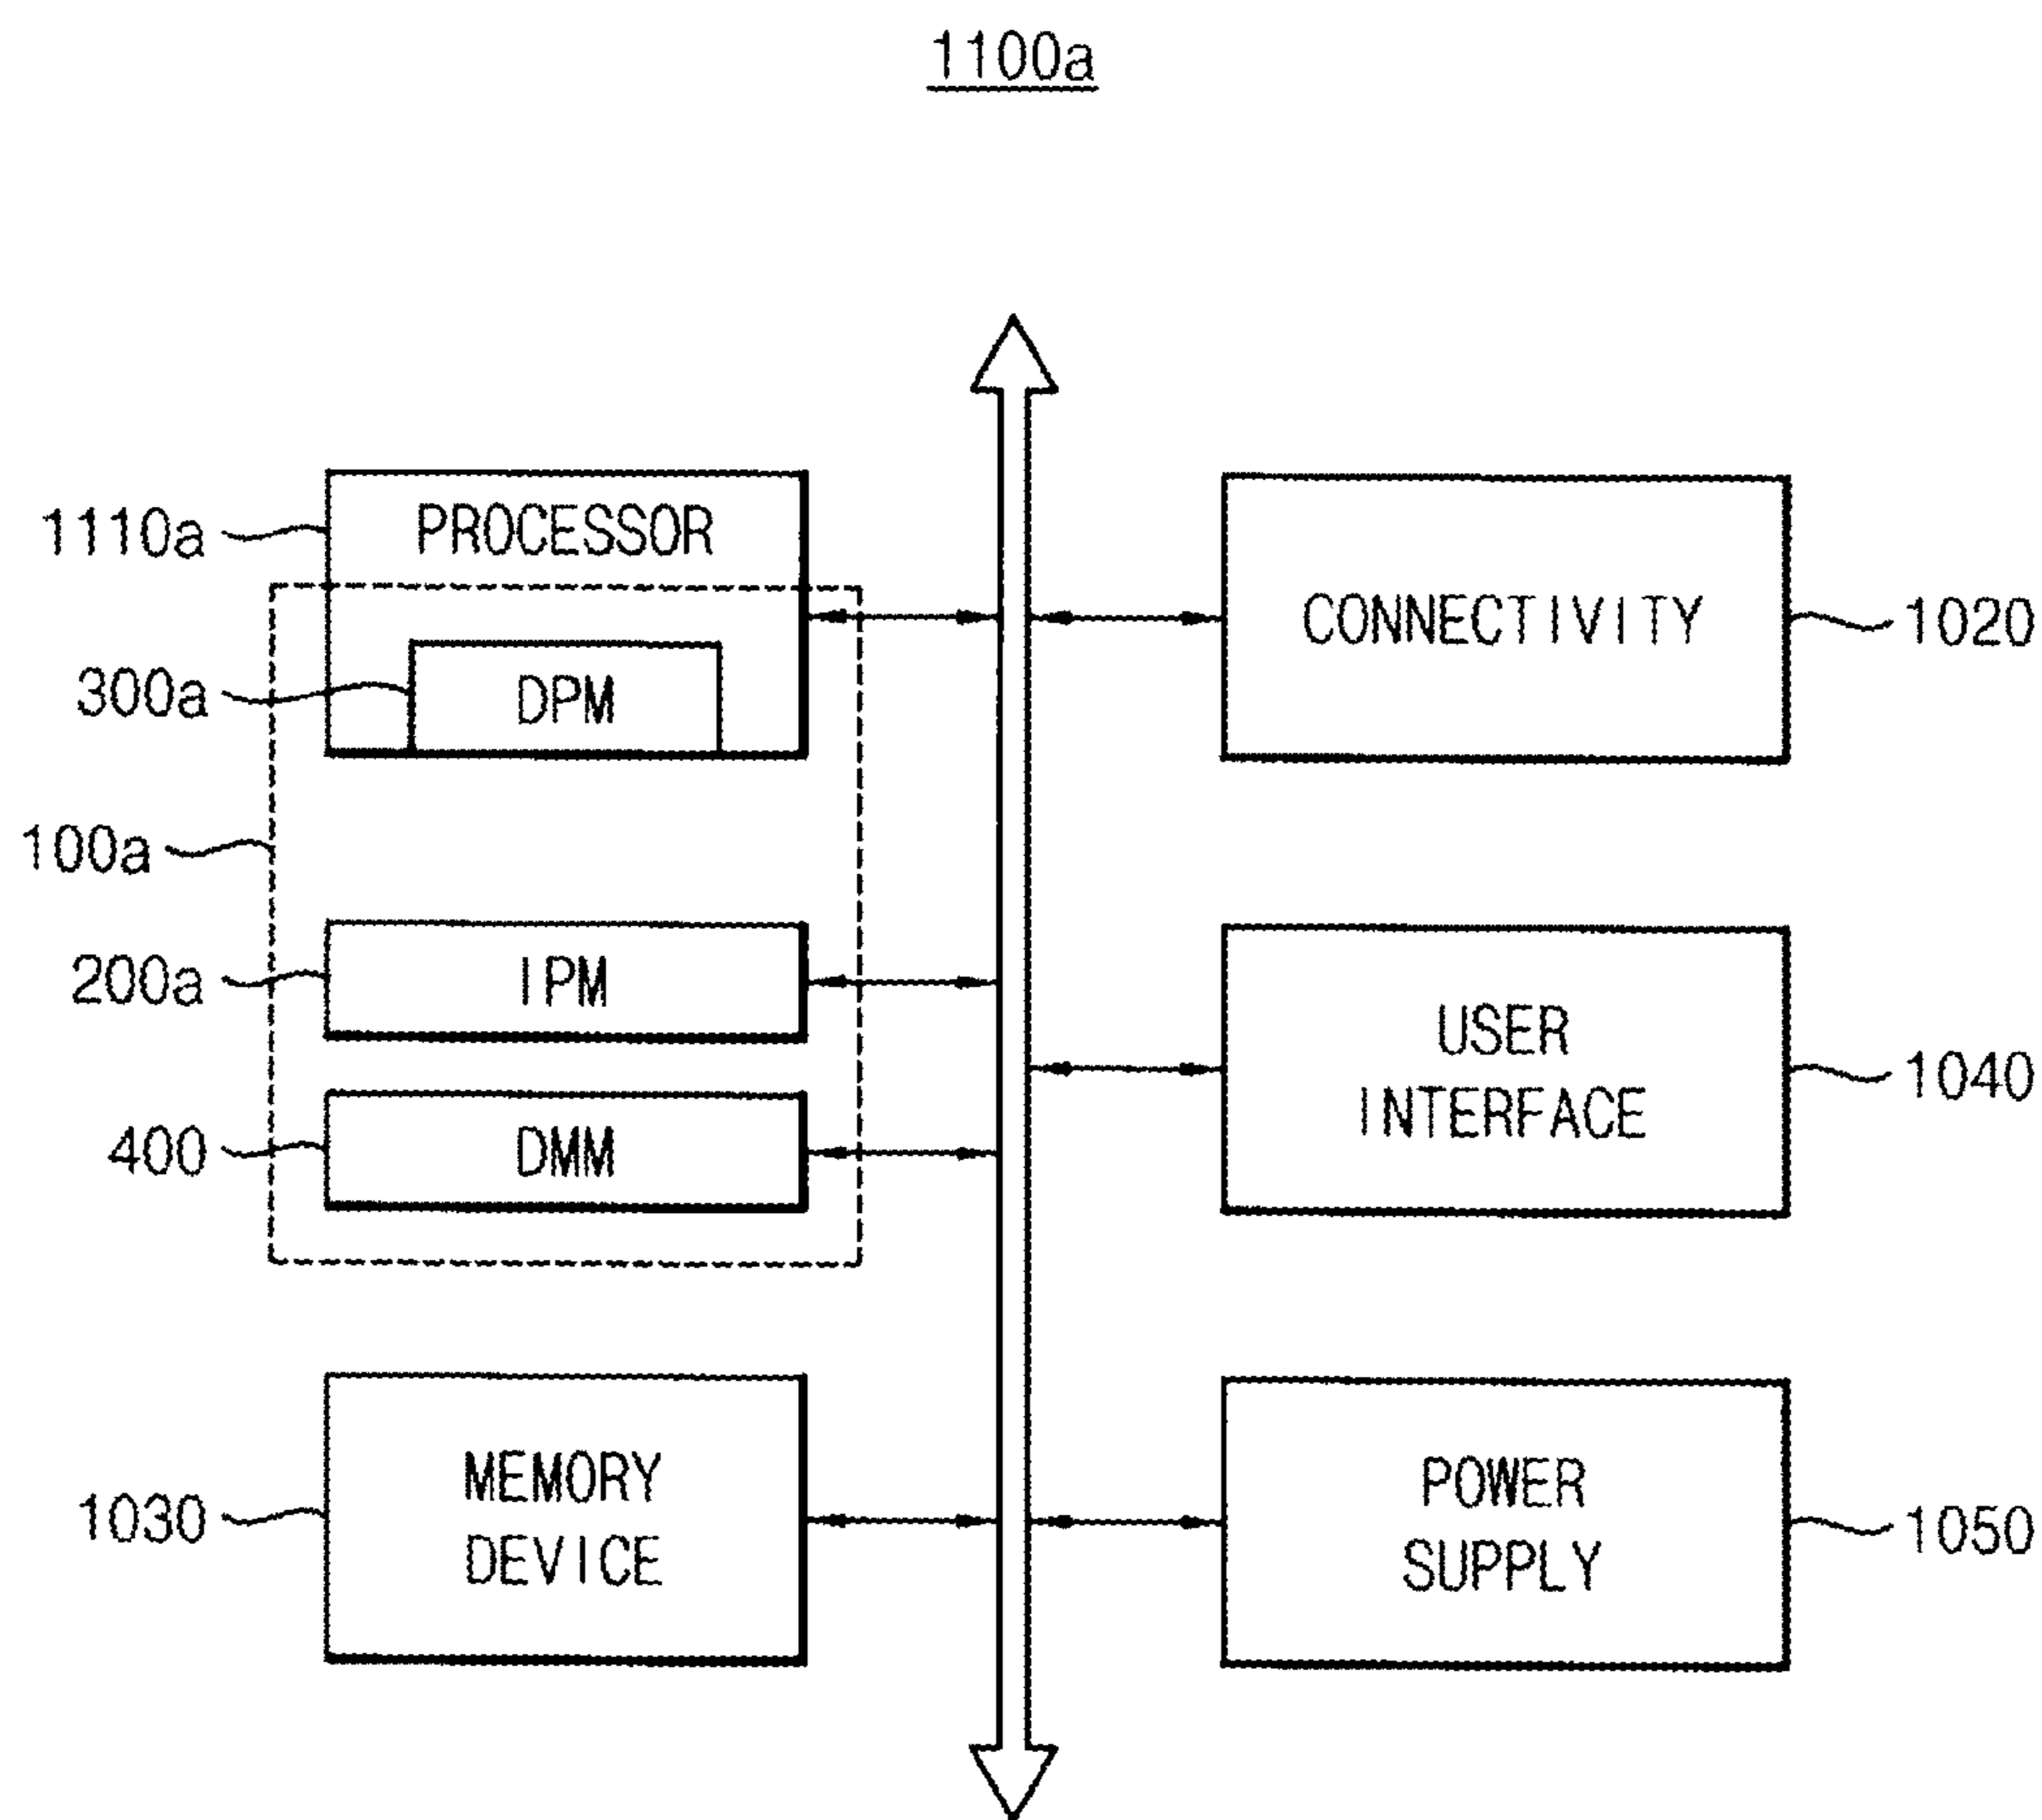 1100a
1110a
PROCESSOR
300a
DPM
100a
200a
IPM
400
DMM
1030
MEMORY
DEVICE
CONNECTIVITY
1020
USER
INTERFACE
1040
POWER
SUPPLY
1050